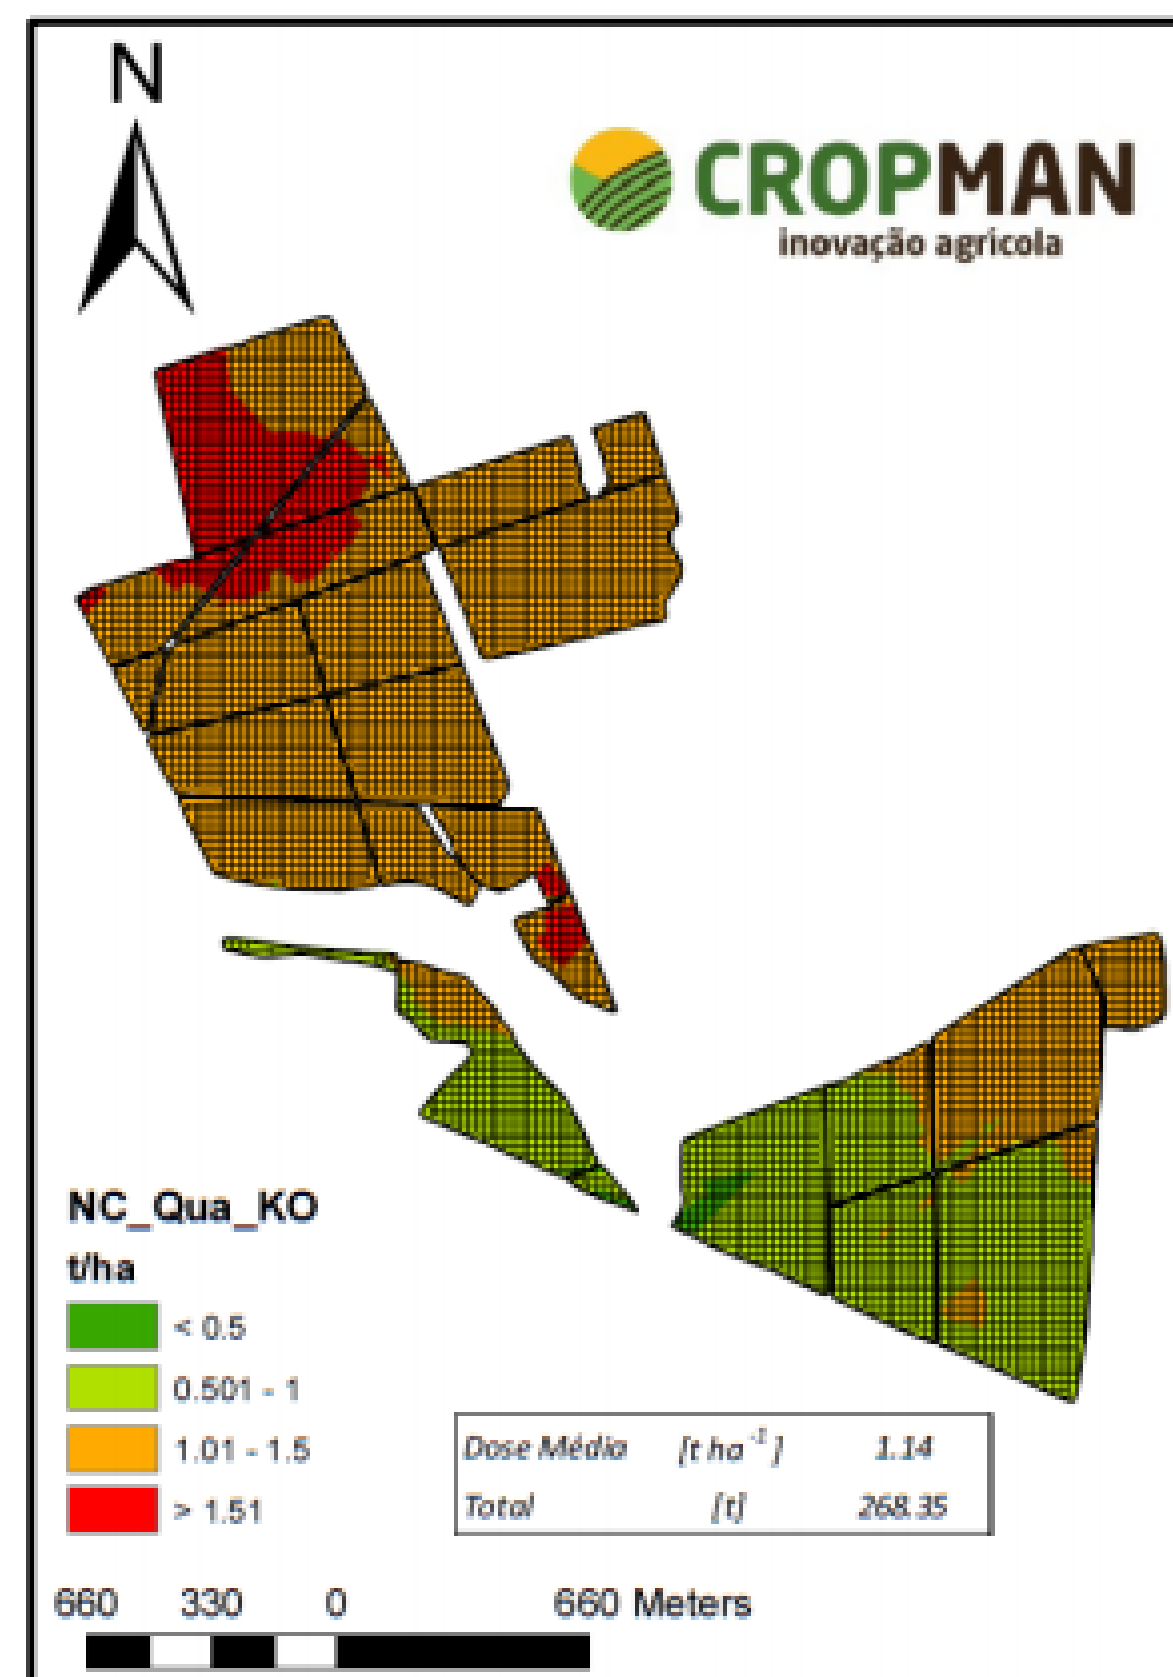 N
CROPMAN
inovação agrícola
NC_Qua_KO
t/ha
< 0.5
0.501 - 1
1.01 - 1.5
> 1.51
Dose Média [t ha⁻¹] 1.14
Total [t] 268.35
660 330 0 660 Meters